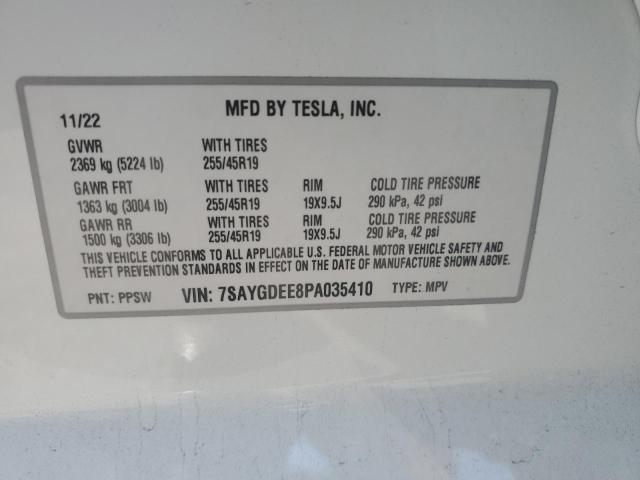 MFD BY TESLA, INC.
11/22
GVWR WITH TIRES
2369 kg (5224 lb) 255/45R19
GAWR FRT WITH TIRES RIM COLD TIRE PRESSURE
1363 kg (3004 lb) 255/45R19 19X9.5J 290 kPa, 42 psi
GAWR RR WITH TIRES RIM COLD TIRE PRESSURE
1500 kg (3306 lb) 255/45R19 19X9.5J 290 kPa, 42 psi
THIS VEHICLE CONFORMS TO ALL APPLICABLE U.S. FEDERAL MOTOR VEHICLE SAFETY AND
THEFT PREVENTION STANDARDS IN EFFECT ON THE DATE OF MANUFACTURE SHOWN ABOVE.
PNT: PPSW VIN: 7SAYGDEE8PA035410 TYPE: MPV